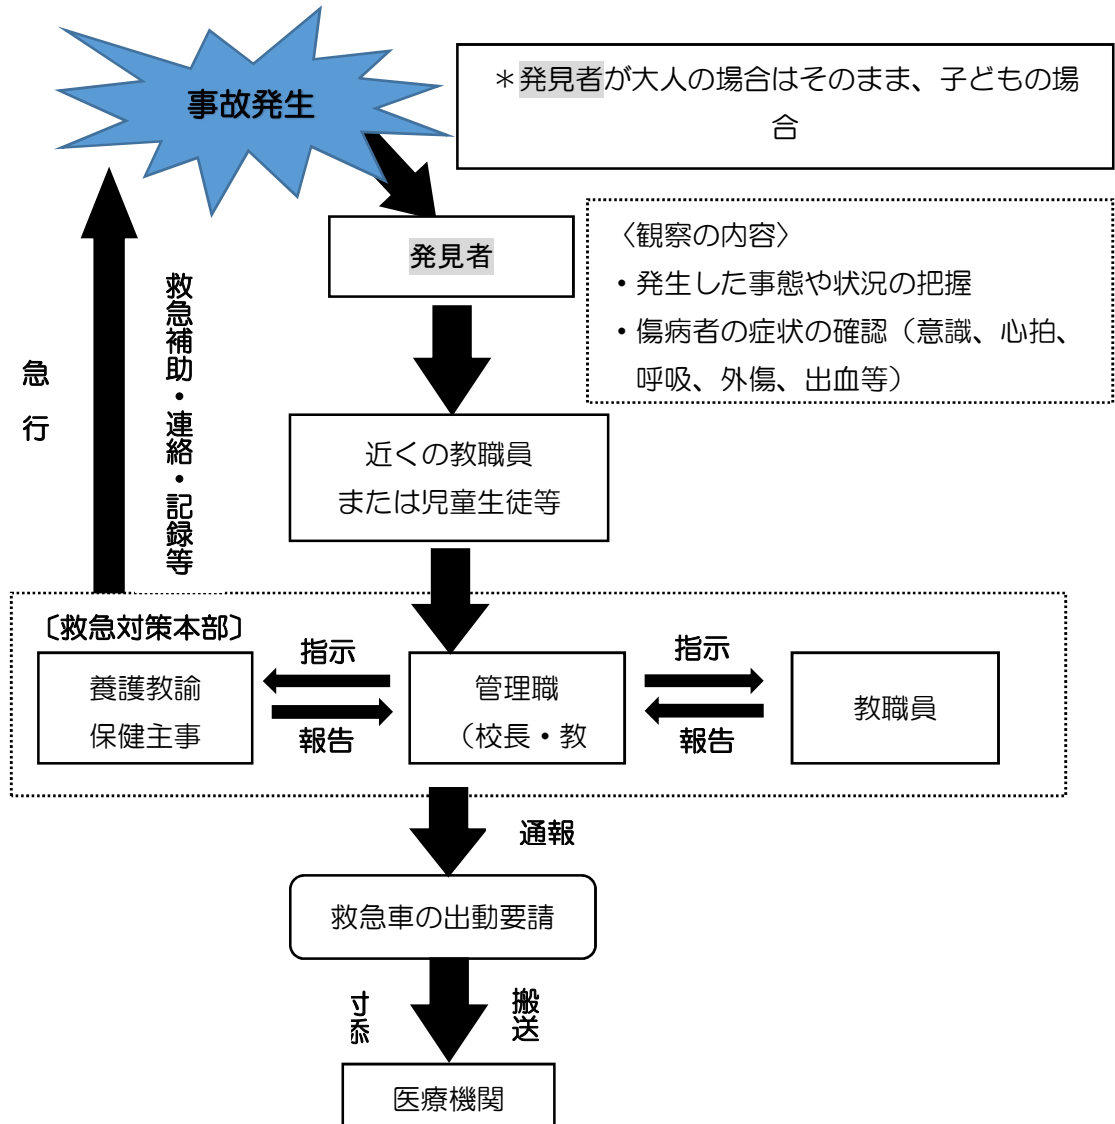 事故発生
＊発見者が大人の場合はそのまま、子どもの場
合
発見者
〈観察の内容〉
・発生した事態や状況の把握
・傷病者の症状の確認（意識、心拍、
呼吸、外傷、出血等）
急行
救急補助・連絡・記録等
近くの教職員
または児童生徒等
〔救急対策本部〕
養護教諭
保健主事
指示
報告
管理職
（校長・教
指示
報告
教職員
通報
救急車の出動要請
搬送
医療機関